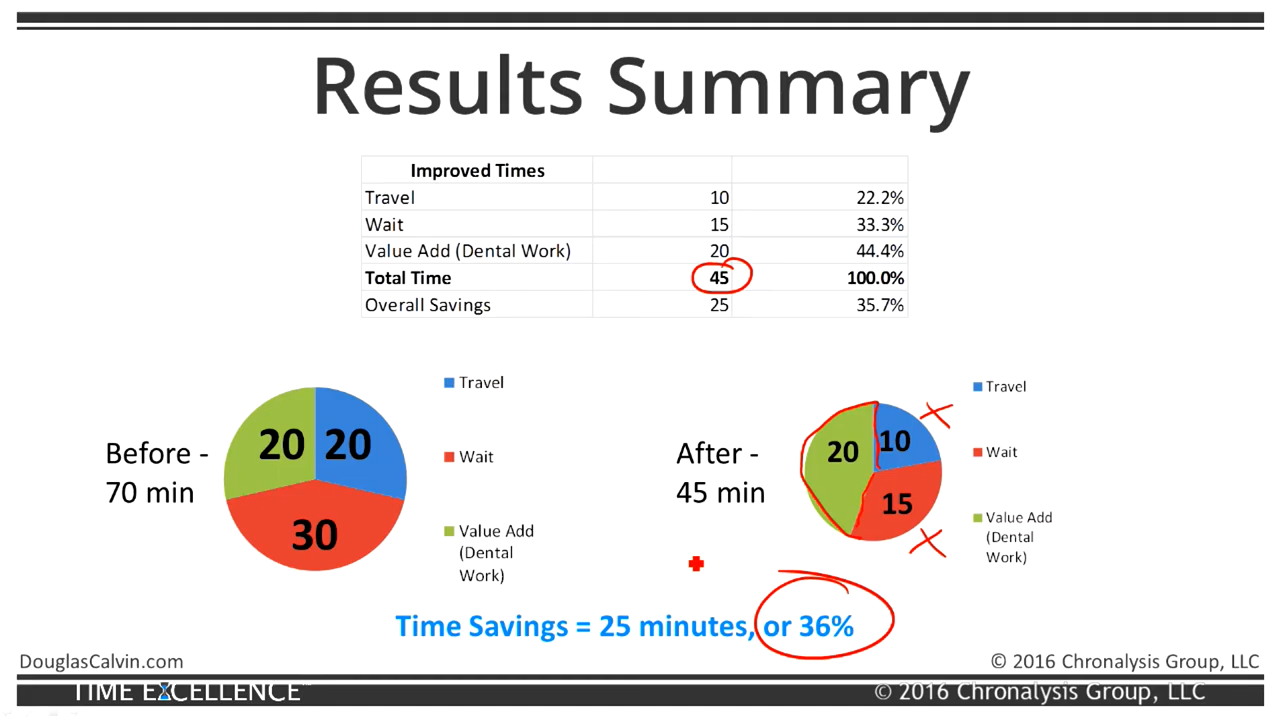 Results Summary
Improved Times
Travel 10 22.2%
Wait 15 33.3%
Value Add (Dental Work) 20 44.4%
Total Time 45 100.0%
Overall Savings 25 35.7%
Before -
70 min
20
20
30
Travel
Wait
Value Add
(Dental
Work)
After -
45 min
20
10
15
Travel
Wait
Value Add
(Dental
Work)
Time Savings = 25 minutes, or 36%
DouglasCalvin.com
© 2016 Chronalysis Group, LLC
TIME EXCELLENCE
© 2016 Chronalysis Group, LLC